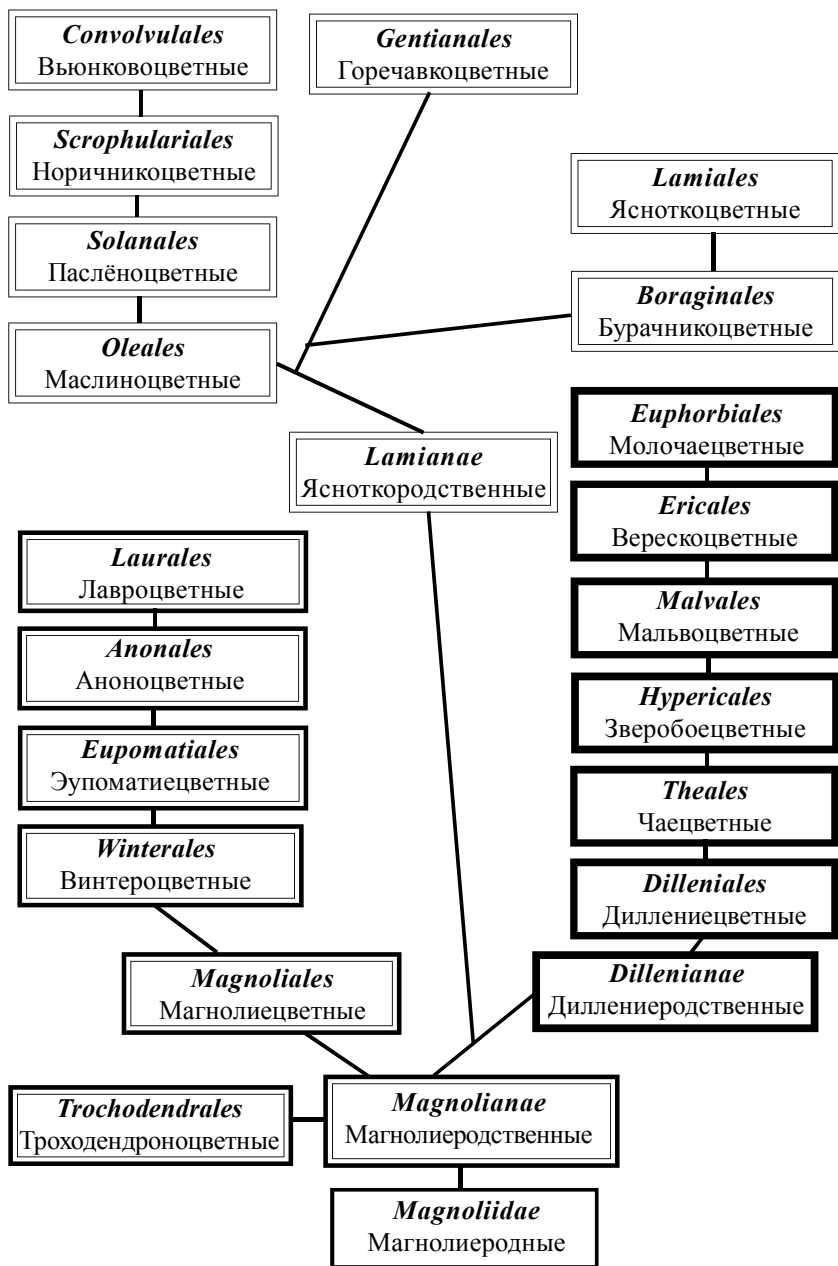 Convolvulales
Вьюнковоцветные
Gentianales
Горечавкоцветные
Scrophulariales
Норичникоцветные
Lamiales
Ясноткоцветные
Solanales
Паслёноцветные
Boraginales
Бурачникоцветные
Oleales
Маслиноцветные
Euphorbiales
Молочаецветные
Lamianae
Ясноткородственные
Ericales
Верескоцветные
Laurales
Лавроцветные
Malvales
Мальвоцветные
Anonales
Аноноцветные
Hypericales
Зверобоецветные
Eupomatiales
Эупоматиецветные
Theales
Чаецветные
Winterales
Винтероцветные
Dilleniales
Диллениецветные
Magnoliales
Магнолиецветные
Dillenianae
Диллениеродственные
Trochodendrales
Троходендроноцветные
Magnolianae
Магнолиеродственные
Magnoliidae
Магнолиеродные